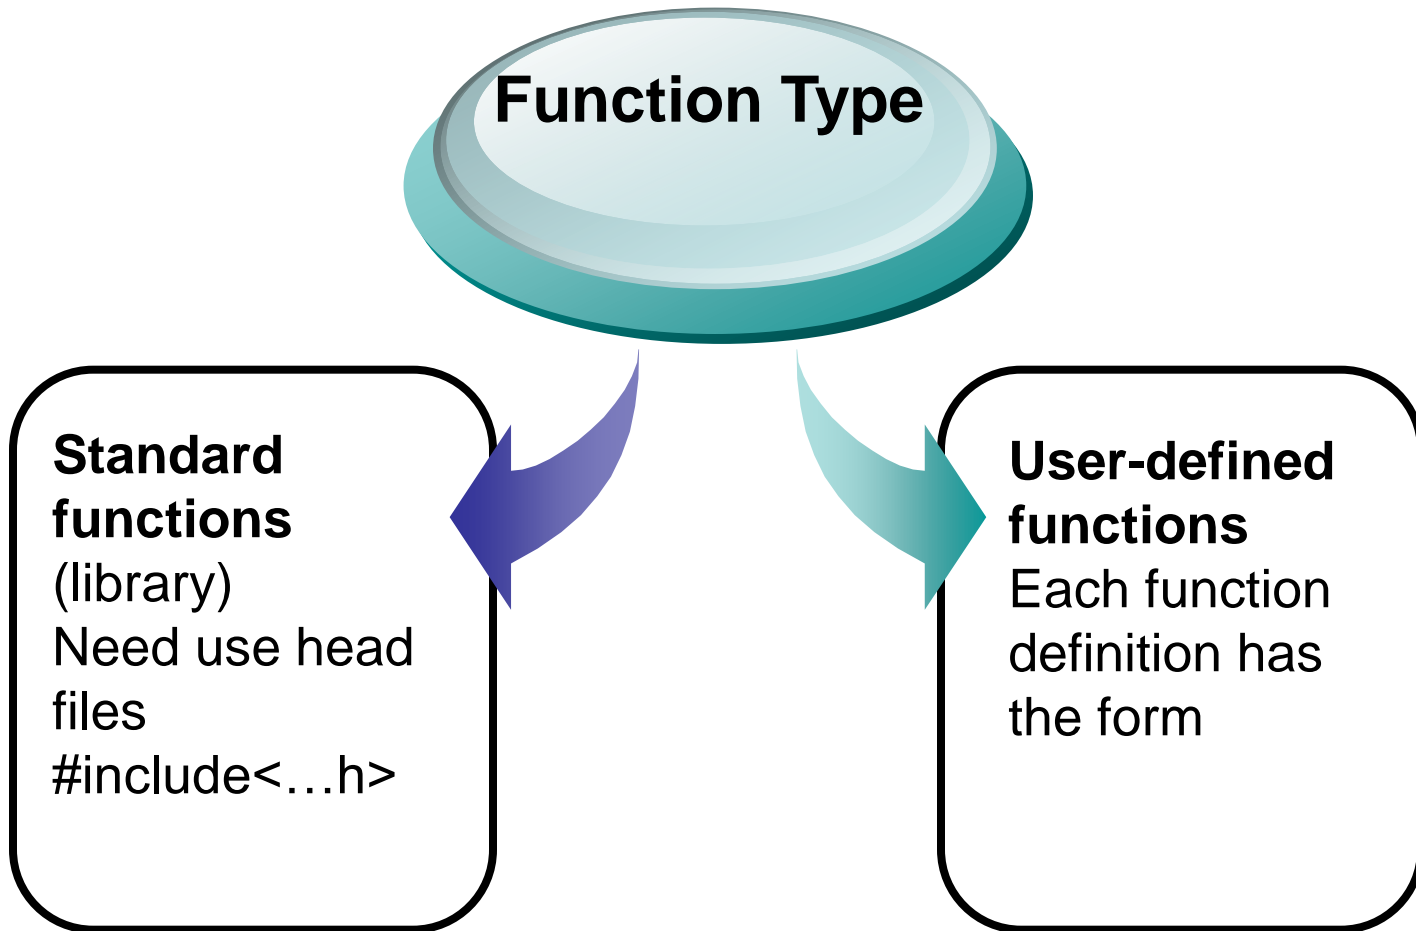 Function Type
Standard
functions
(library)
Need use head
files
#include<…h>
User-defined
functions
Each function
definition has
the form